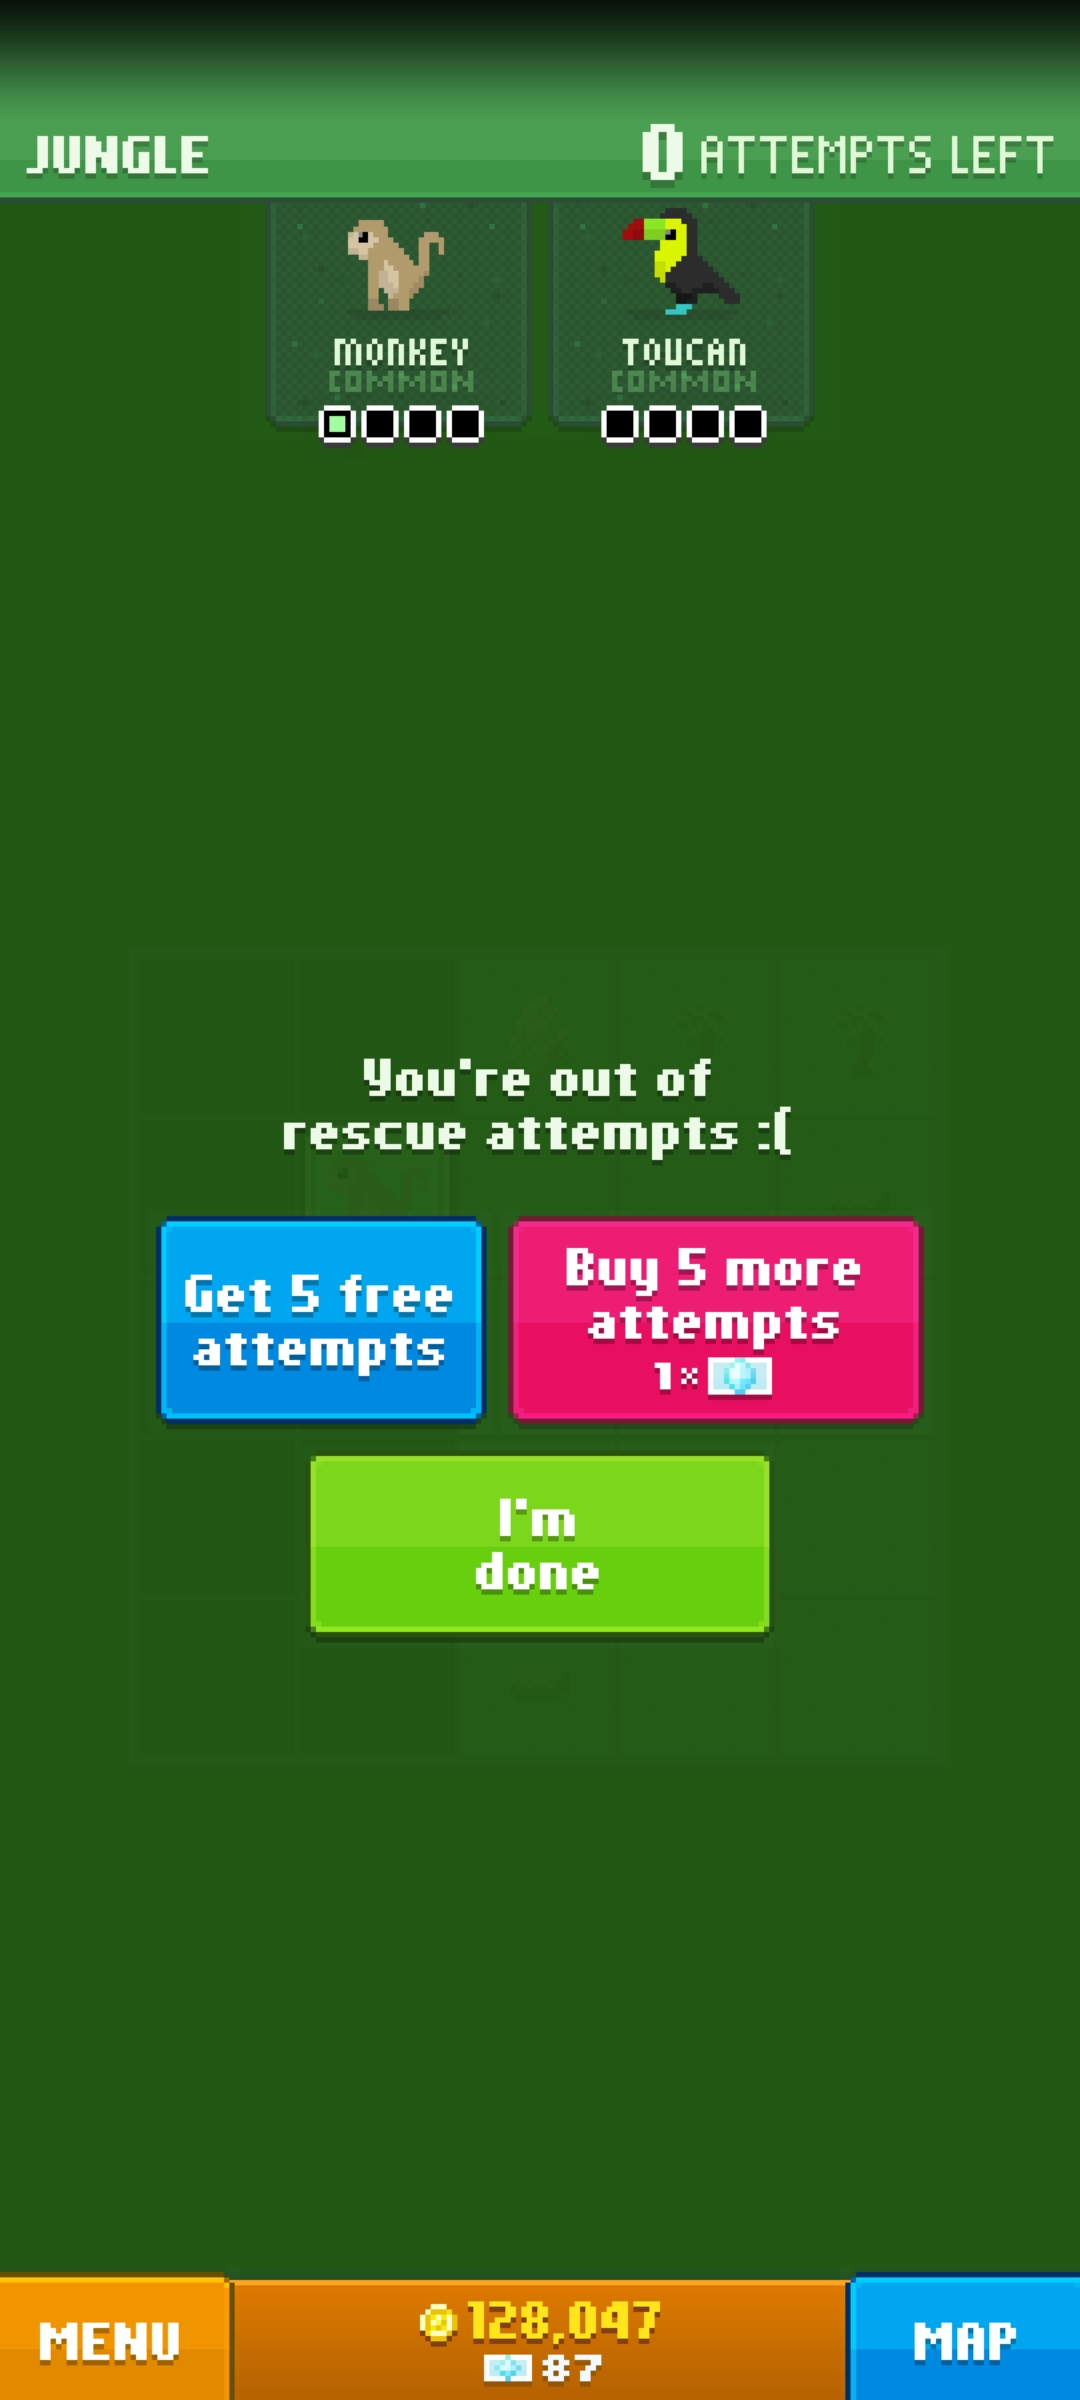 JUNGLE
0 ATTEMPTS LEFT
MONKEY
COMMON
TOUCAN
COMMON
You're out of
rescue attempts :(
Get 5 free
attempts
Buy 5 more
attempts
1×
I'm
done
MENU
128,047
87
MAP